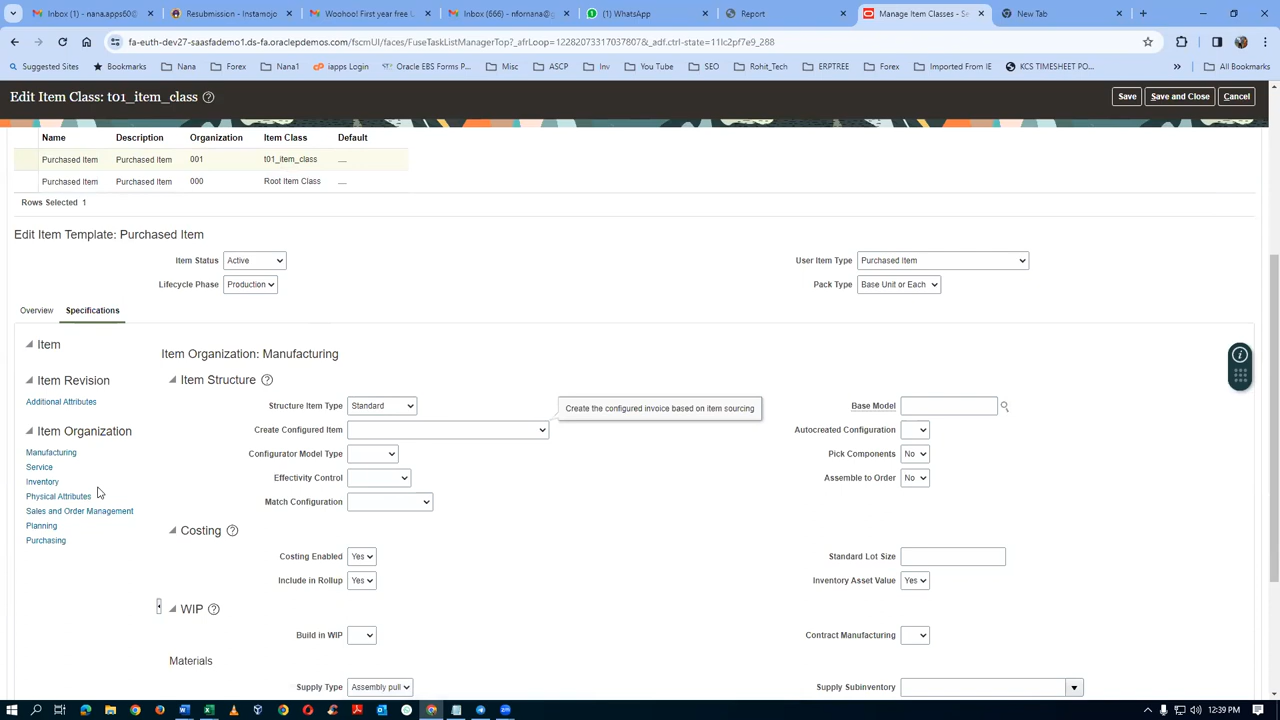 nana.apps60@gmail.com - free L
Resubmission - Instamojo
Woohoo! Forward free L
Inbox (666) - nfornana@g
(1) WhatsApp
Report
Manage Item Classes - Se
New Tab
fa-euth-dev27-saasfademo1.ds-fa.oraclepdemos.com/fscmUI/faces/FuseTaskListManagerTop?_afrLoop=122820733170378078&_adf.ctrl-state=11lc2pf7e9_288
Suggested Sites
Bookmarks
Nana
Forex
Nana1
iapps Login
Oracle EBS Forms P...
Misc
ASCP
Inv
You Tube
SEO
Rohit_Tech
ERPTREE
Forex
Imported From IE
KCS TIMESHEET PO...
All Bookmarks
Edit Item Class: t01_item_class
Save
Save and Close
Cancel
Name Description Organization Item Class Default
Purchased Item Purchased Item 001 t01_item_class
Purchased Item Purchased Item 000 Root Item Class
Rows Selected 1
Edit Item Template: Purchased Item
Item Status Active
User Item Type Purchased Item
Lifecycle Phase Production
Pack Type Base Unit or Each
Overview Specifications
Item
Item Revision
Additional Attributes
Item Organization
Manufacturing
Service
Inventory
Physical Attributes
Sales and Order Management
Planning
Purchasing
Item Organization: Manufacturing
Item Structure
Structure Item Type Standard
Create the configured invoice based on item sourcing
Base Model
Create Configured Item
Autocreated Configuration
Configurator Model Type
Pick Components No
Effectivity Control
Assemble to Order No
Match Configuration
Costing
Costing Enabled Yes
Standard Lot Size
Include in Rollup Yes
Inventory Asset Value Yes
WIP
Build in WIP
Contract Manufacturing
Materials
Supply Type Assembly pull
Supply Subinventory
12:39 PM